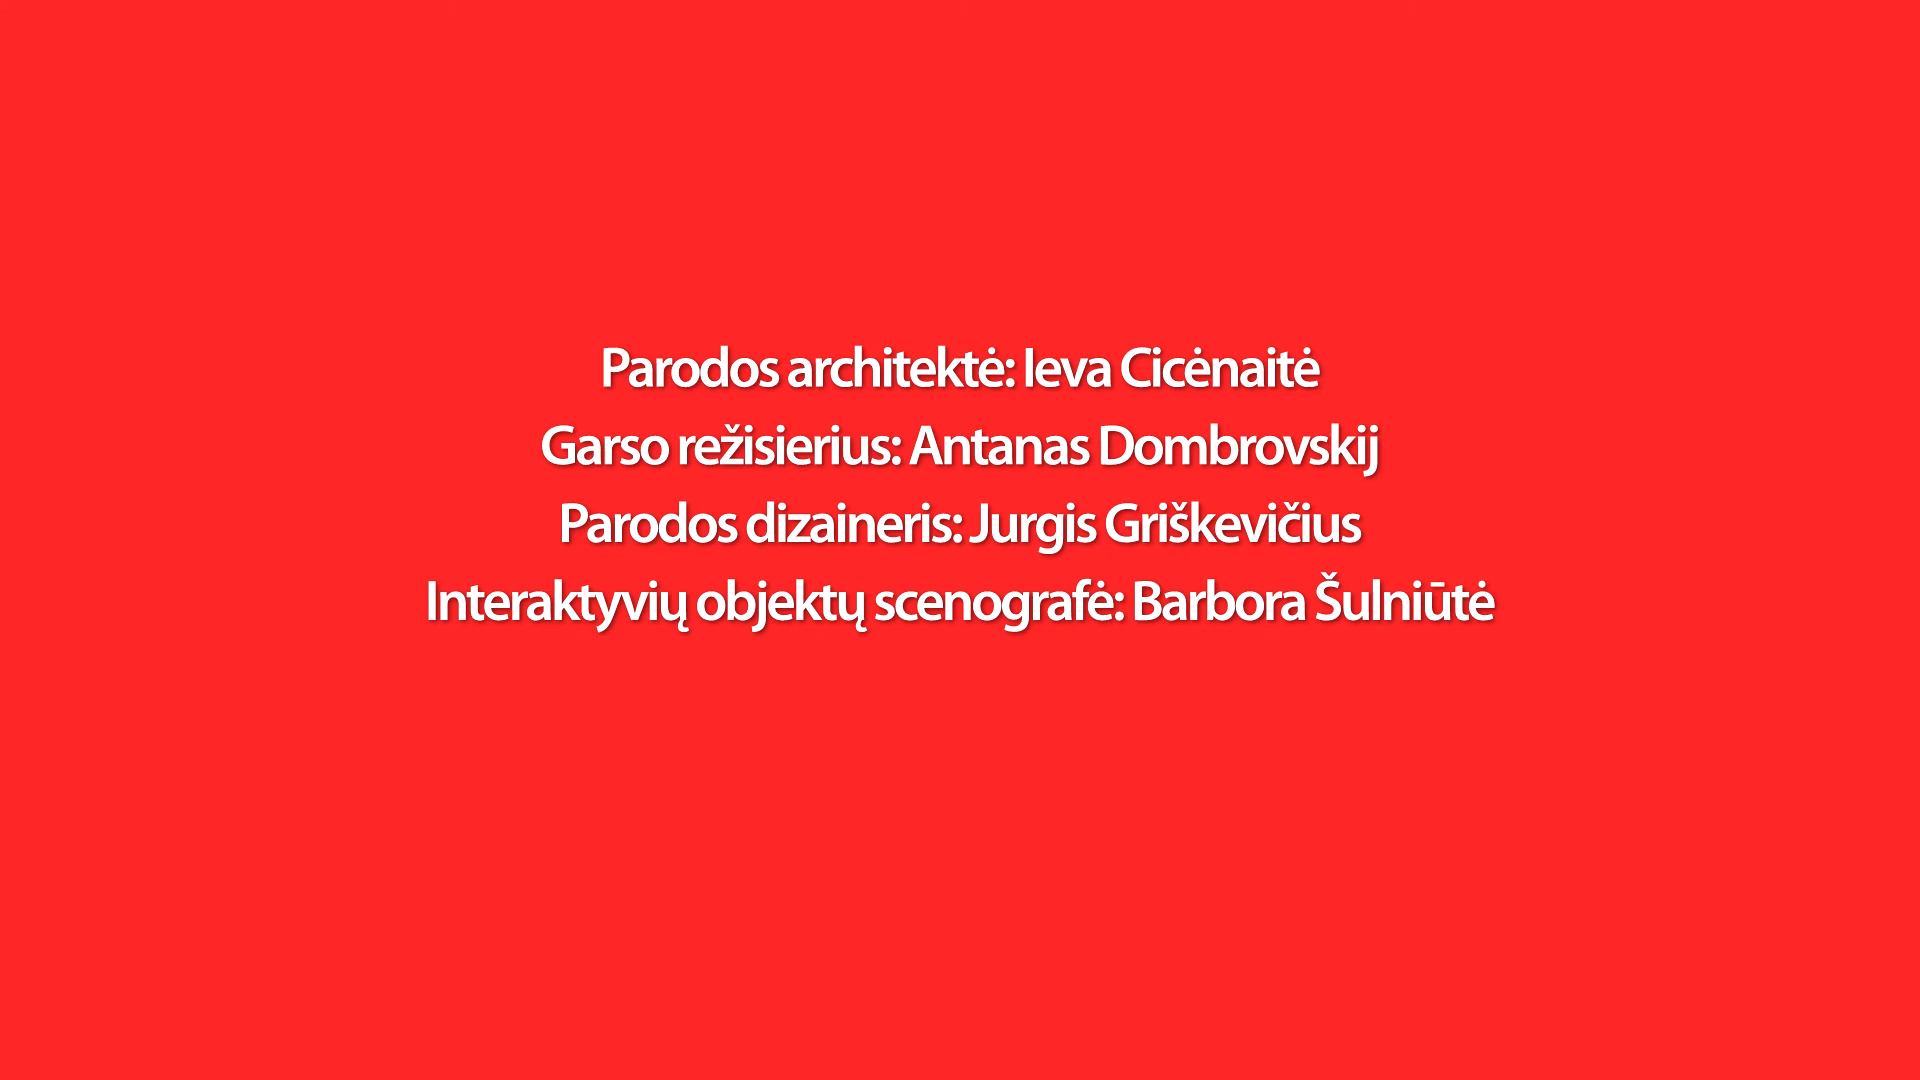 Parodos architektė: Ieva Cicėnaitė
Garso režisierius: Antanas Dombrovskij
Parodos dizaineris: Jurgis Griškevičius
Interaktyvių objektų scenografė: Barbora Šulniūtė